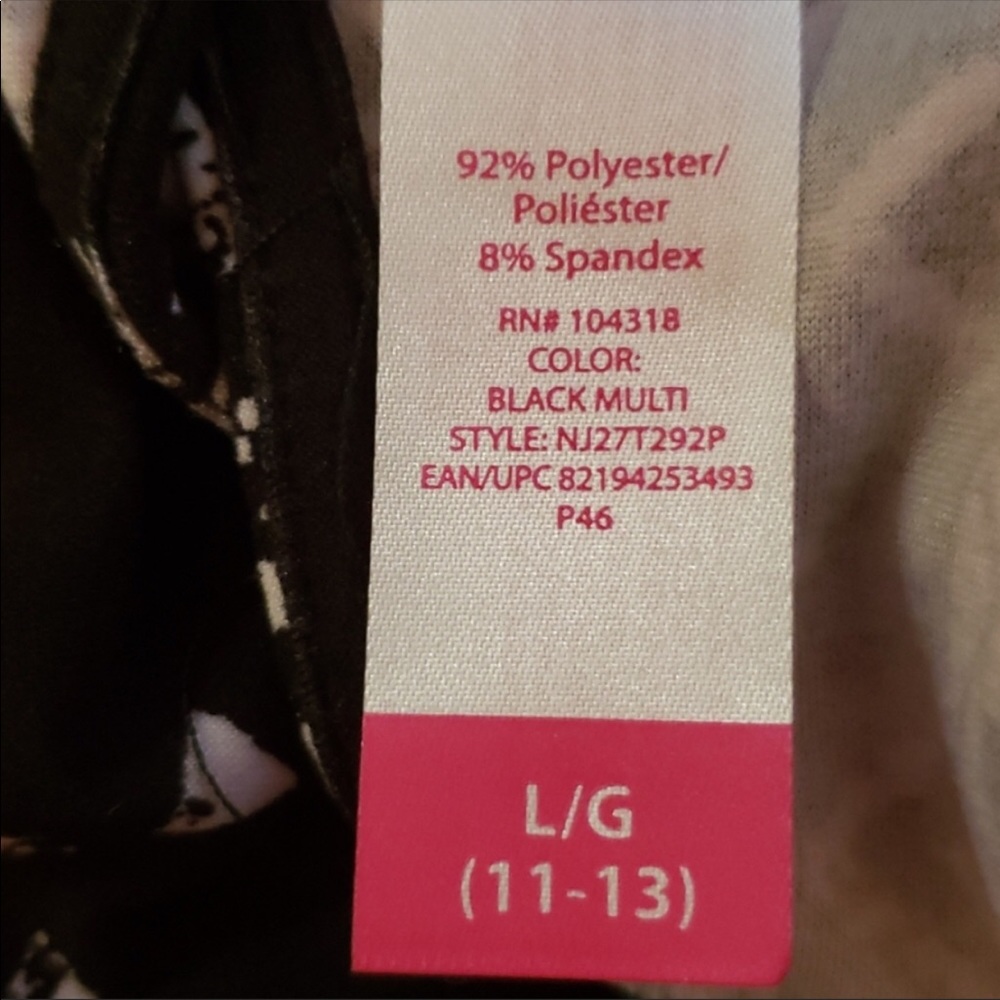 92% Polyester/
Poliéster
8% Spandex
RN# 104318
COLOR:
BLACK MULTI
STYLE: NJ27T292P
EAN/UPC 82194253493
P46
L/G
(11-13)